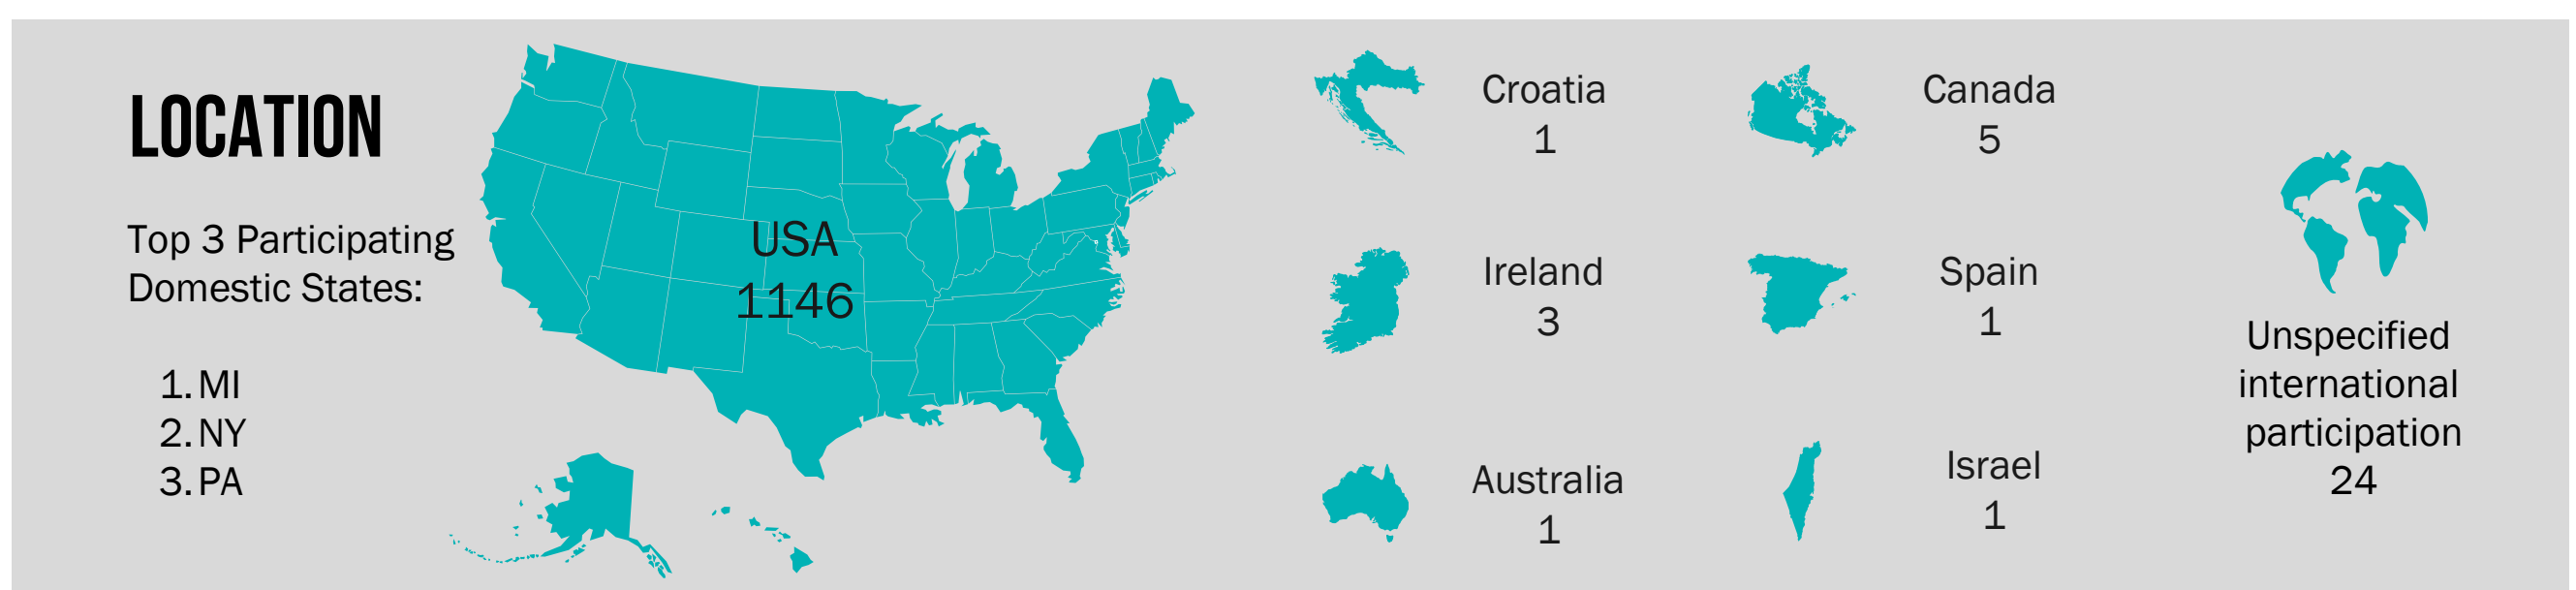 LOCATION
Top 3 Participating
Domestic States:
1. MI
2. NY
3. PA
USA
1146
Croatia
1
Canada
5
Ireland
3
Spain
1
Australia
1
Israel
1
Unspecified
international
participation
24